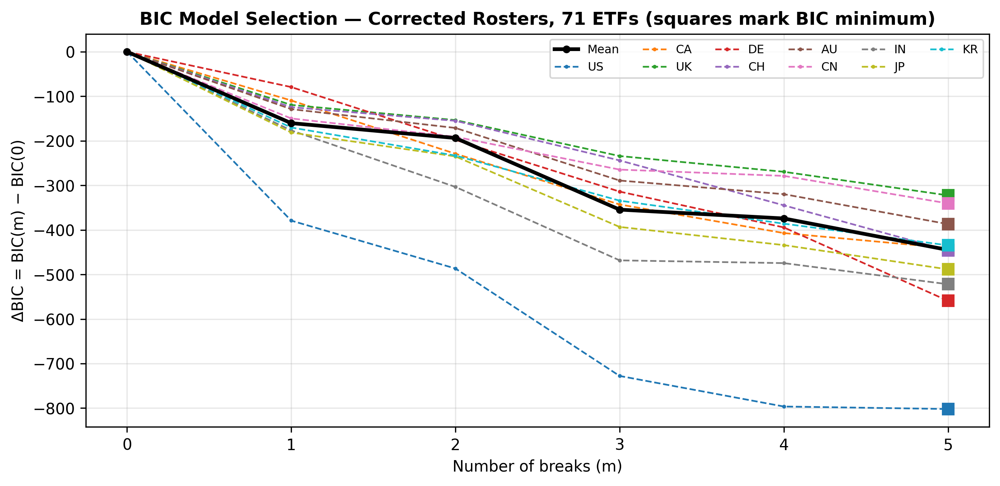 BIC Model Selection — Corrected Rosters, 71 ETFs (squares mark BIC minimum)
Mean CA DE AU IN KR
US UK CH CN JP
ΔBIC = BIC(m) − BIC(0)
0
−100
−200
−300
−400
−500
−600
−700
−800
0 1 2 3 4 5
Number of breaks (m)